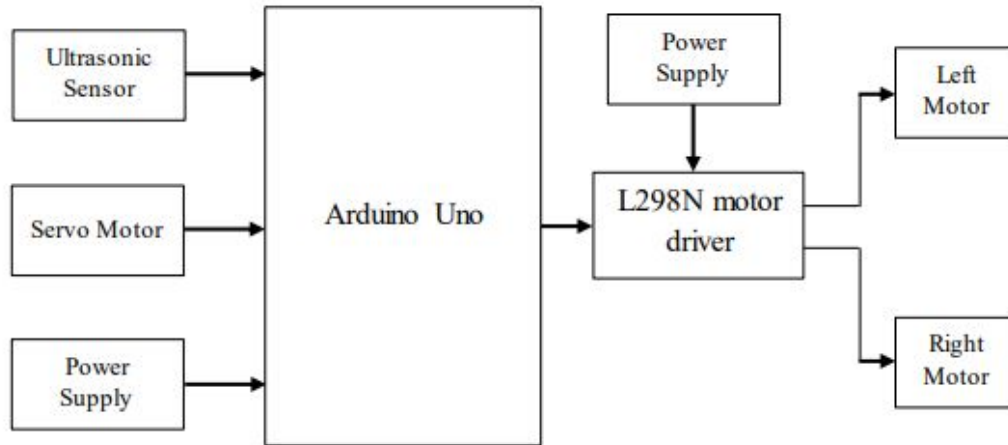 Ultrasonic
Sensor
Servo Motor
Power
Supply
Arduino Uno
Power
Supply
L298N motor
driver
Left
Motor
Right
Motor